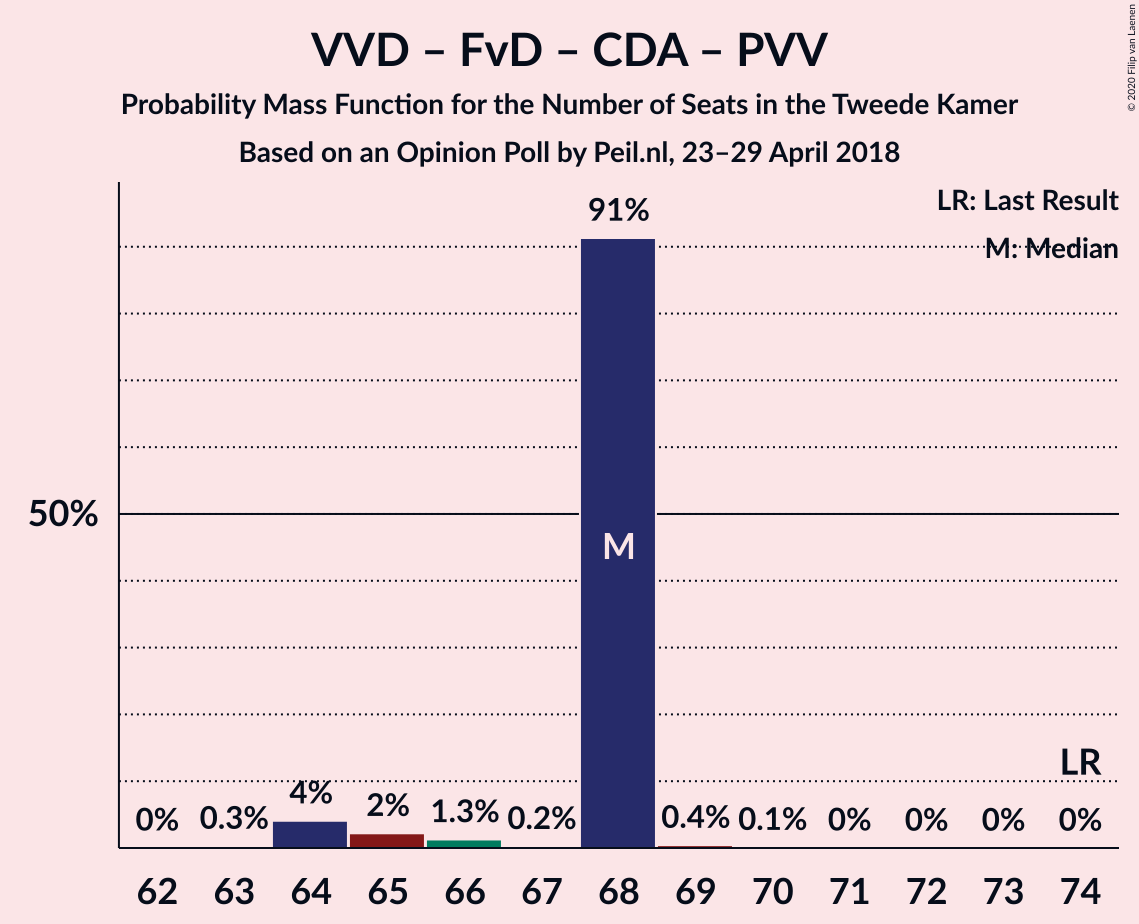 VVD – FvD – CDA – PVV
Probability Mass Function for the Number of Seats in the Tweede Kamer
Based on an Opinion Poll by Peil.nl, 23–29 April 2018
© 2020 Filip van Laenen
LR: Last Result
M: Median
91%
50%
M
LR
0% 0.3% 4% 2% 1.3% 0.2% 0.4% 0.1% 0% 0% 0% 0%
62 63 64 65 66 67 68 69 70 71 72 73 74